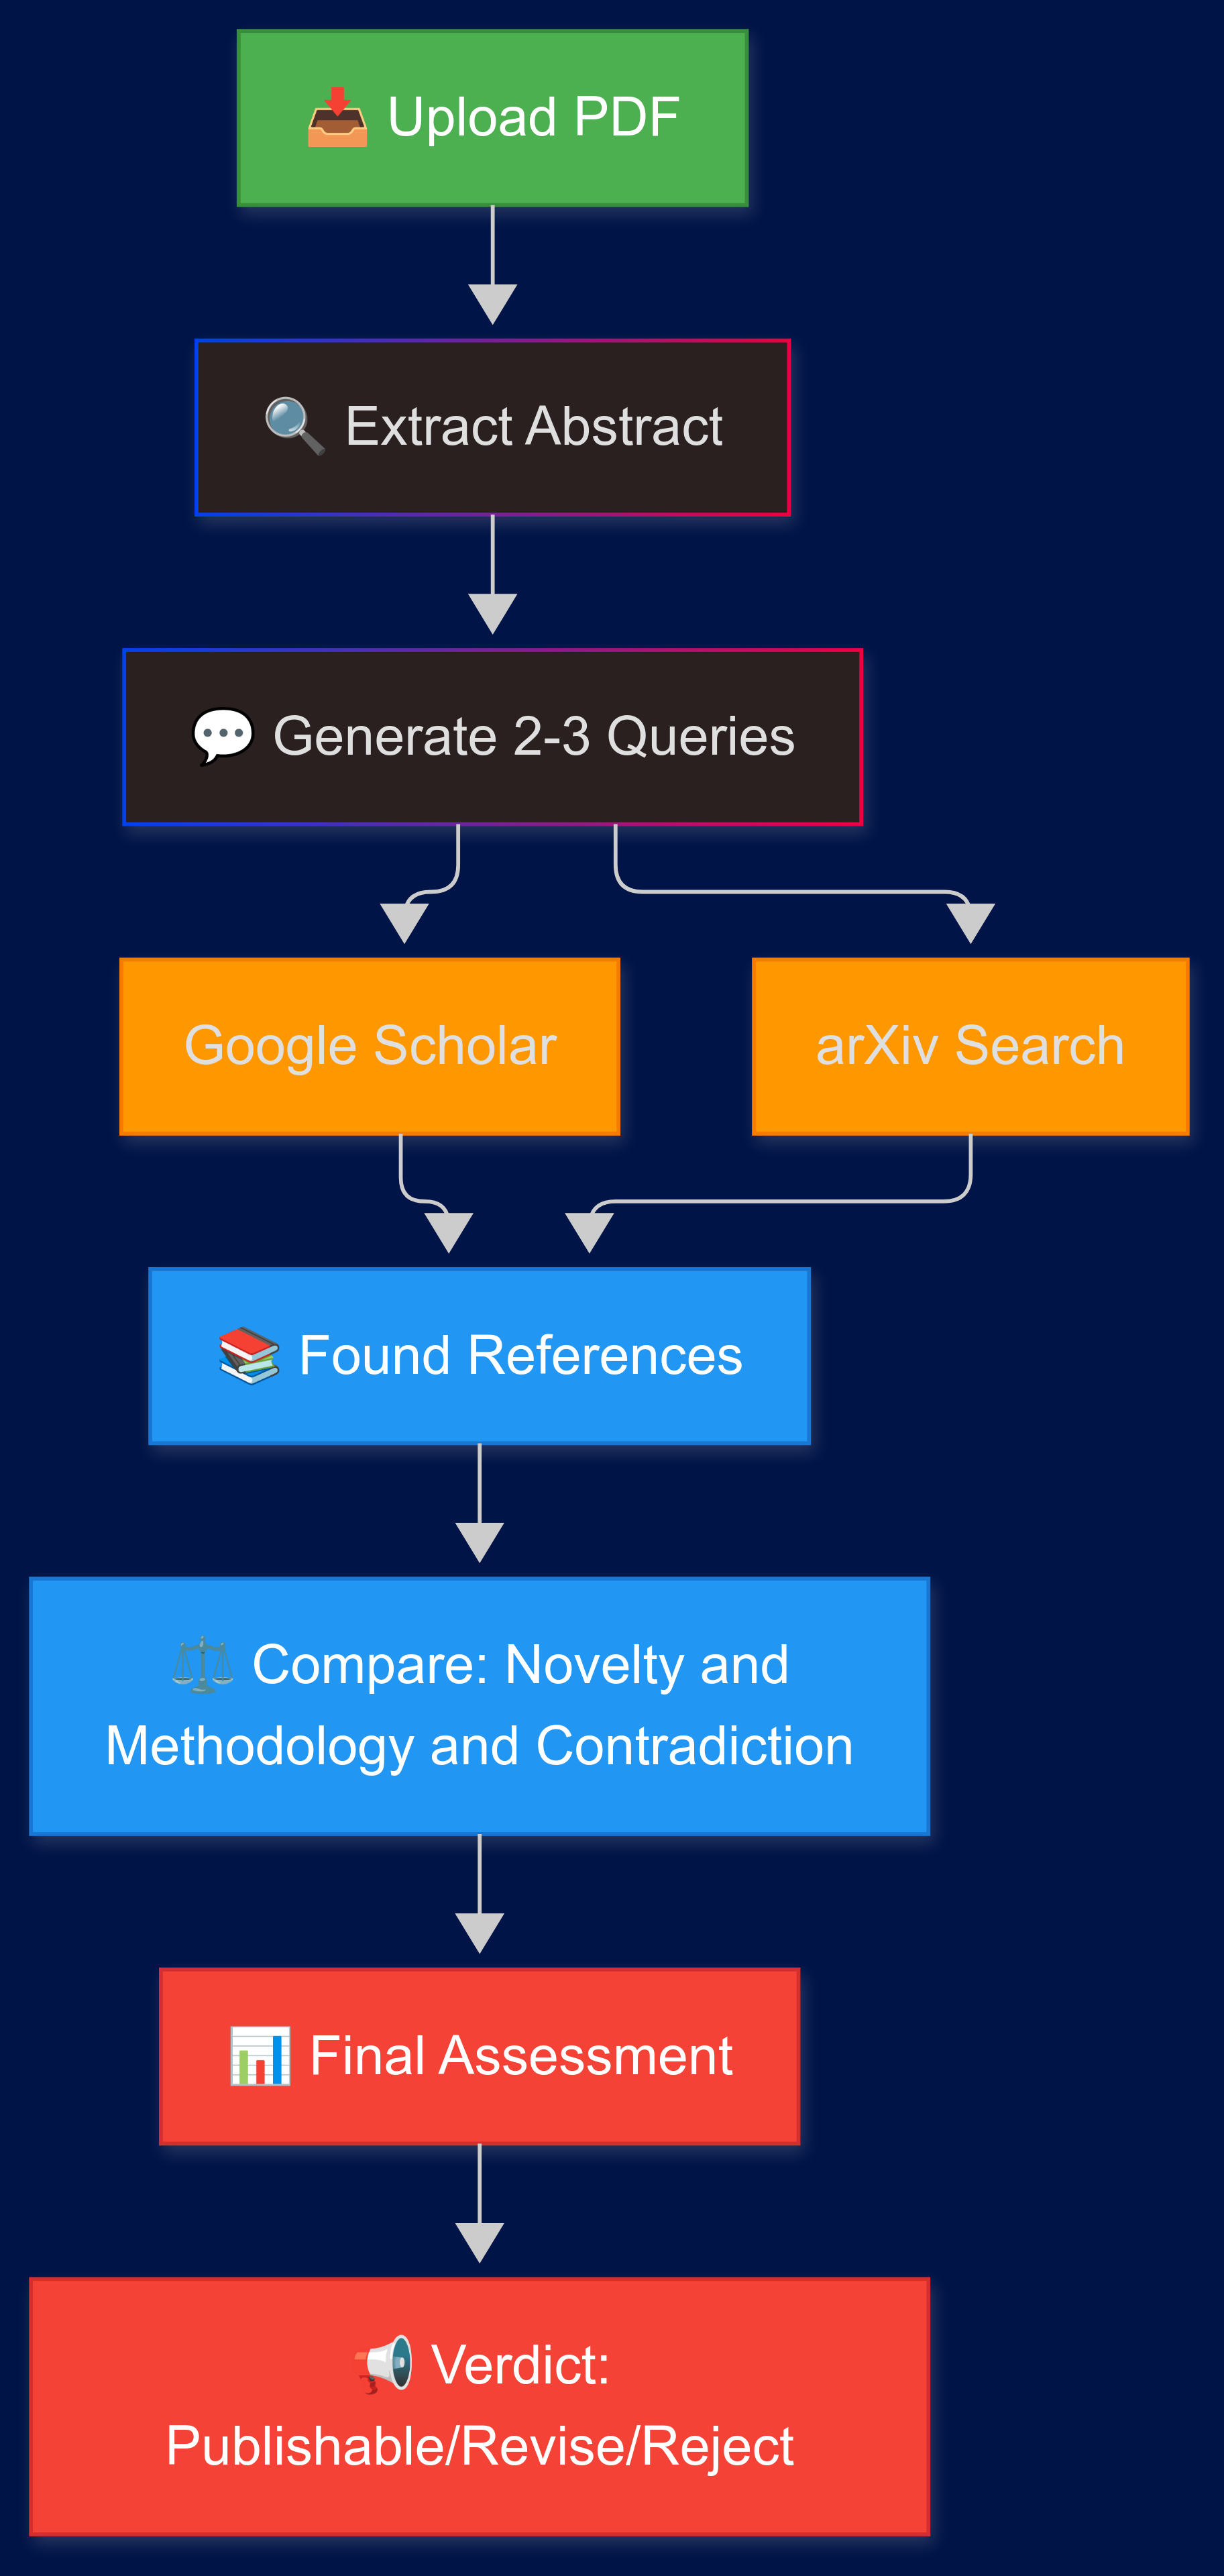 📥 Upload PDF
🔍 Extract Abstract
💬 Generate 2-3 Queries
Google Scholar
arXiv Search
📚 Found References
⚖️ Compare: Novelty and
Methodology and Contradiction
📊 Final Assessment
📢 Verdict:
Publishable/Revise/Reject